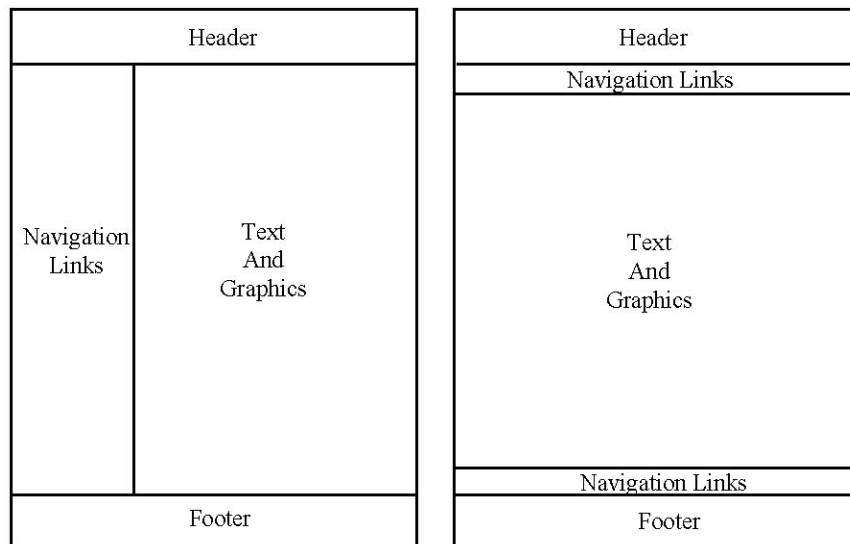 Header
Navigation
Links
Text
And
Graphics
Footer
Header
Navigation Links
Text
And
Graphics
Navigation Links
Footer